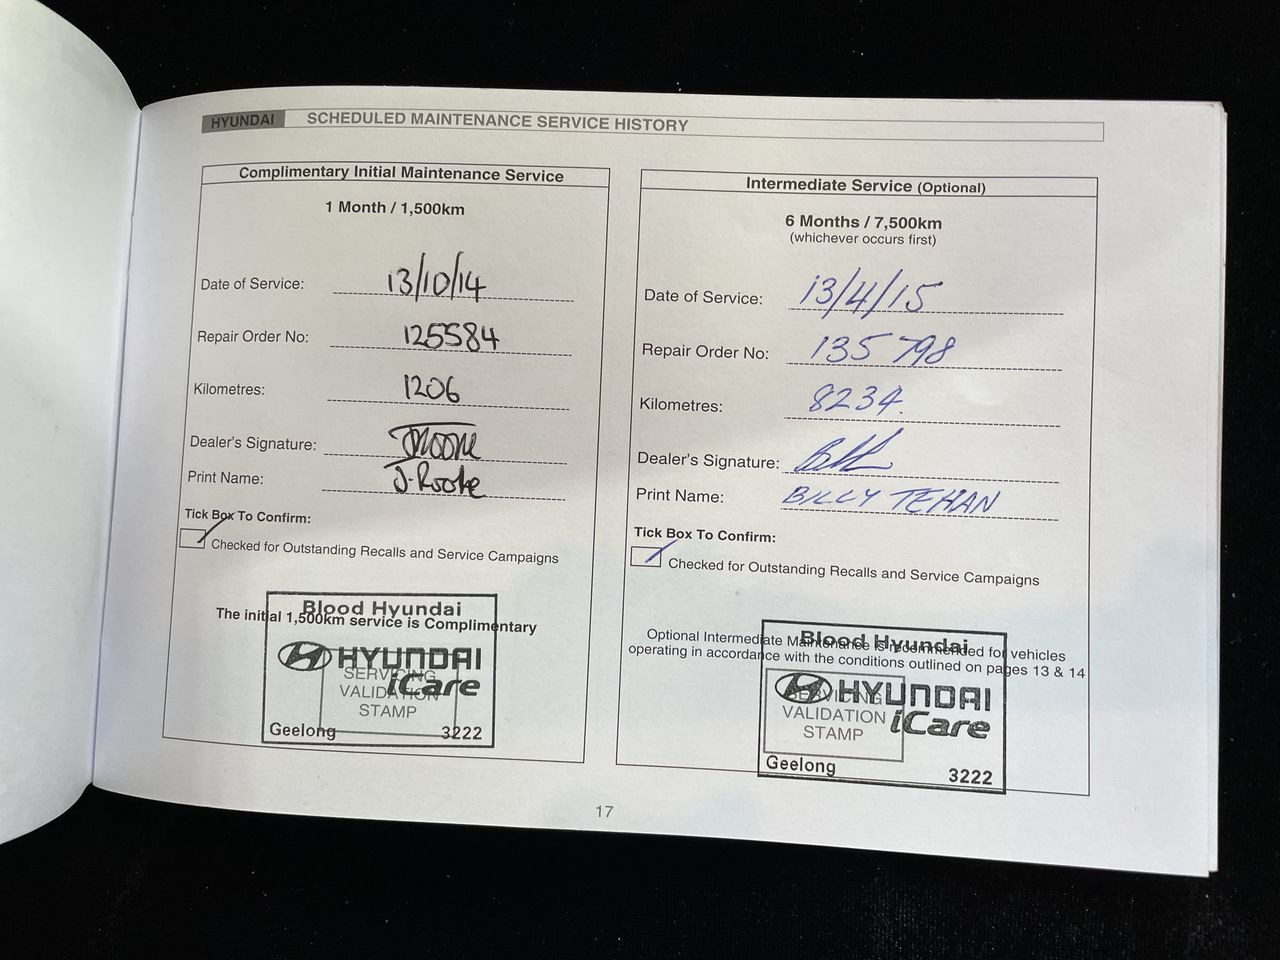 HYUNDAI SCHEDULED MAINTENANCE SERVICE HISTORY
Complimentary Initial Maintenance Service
1 Month / 1,500km
Date of Service: 13/10/14
Repair Order No: 125584
Kilometres: 1206
Dealer's Signature:
Print Name: J. Rooke
Tick Box To Confirm:
Checked for Outstanding Recalls and Service Campaigns
The initial 1,500km service is Complimentary
Blood Hyundai
HYUNDAI
iCare
SERVICING
VALIDATION
STAMP
Geelong 3222
Intermediate Service (Optional)
6 Months / 7,500km
(whichever occurs first)
Date of Service: 13/4/15
Repair Order No: 135798
Kilometres: 8234.
Dealer's Signature:
Print Name: BILLY TEHAN
Tick Box To Confirm:
Checked for Outstanding Recalls and Service Campaigns
Optional Intermediate Maintenance is recommended for vehicles
operating in accordance with the conditions outlined on pages 13 & 14
Blood Hyundai
HYUNDAI
iCare
SERVICING
VALIDATION
STAMP
Geelong 3222
17